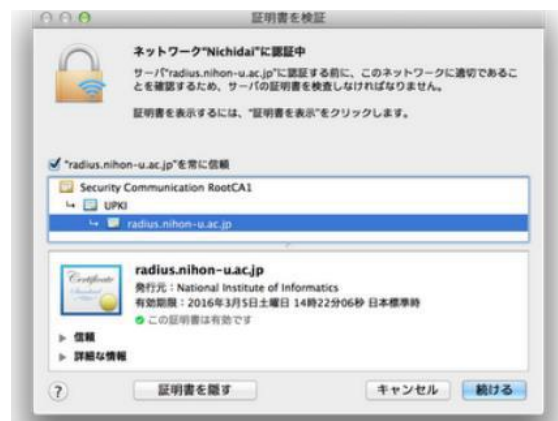 証明書を検証
ネットワーク"Nichidai"に認証中
サーバ"radius.nihon-u.ac.jp"に認証する前に、このネットワークに適切であるこ
とを確認するため、サーバの証明書を検査しなければなりません。
証明書を表示するには、"証明書を表示"をクリックします。
"radius.nihon-u.ac.jp"を常に信頼
Security Communication RootCA1
UPKI
radius.nihon-u.ac.jp
Certificate
Standard
radius.nihon-u.ac.jp
発行元：National Institute of Informatics
有効期限：2016年3月5日土曜日 14時22分06秒 日本標準時
この証明書は有効です
信頼
詳細な情報
?
証明書を隠す
キャンセル
続ける